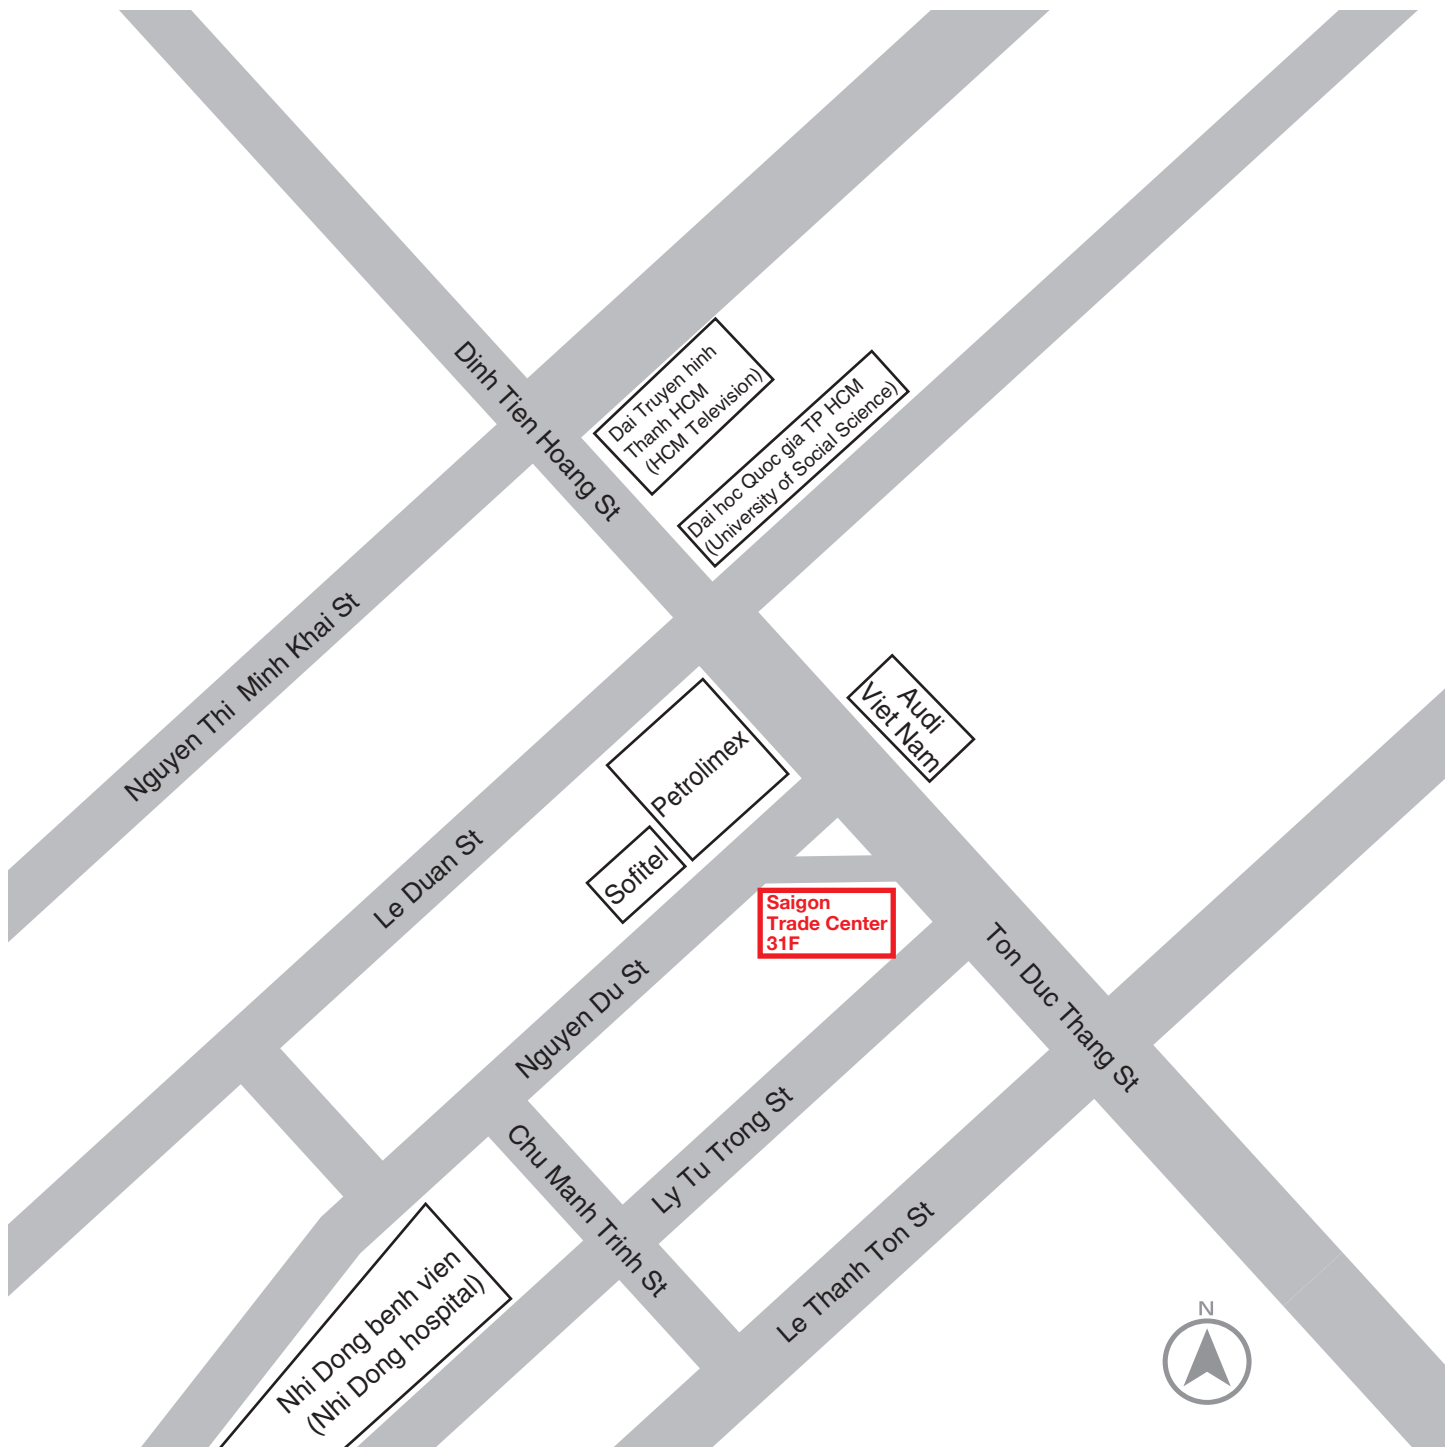 Dinh Tien Hoang St
Dai Truyen hinh
Thanh HCM
(HCM Television)
Dai hoc Quoc gia TP HCM
(University of Social Science)
Nguyen Thi Minh Khai St
Audi
Viet Nam
Petrolimex
Le Duan St
Sofitel
Saigon
Trade Center
31F
Nguyen Du St
Ton Duc Thang St
Chu Manh Trinh St
Ly Tu Trong St
Le Thanh Ton St
Nhi Dong benh vien
(Nhi Dong hospital)
N